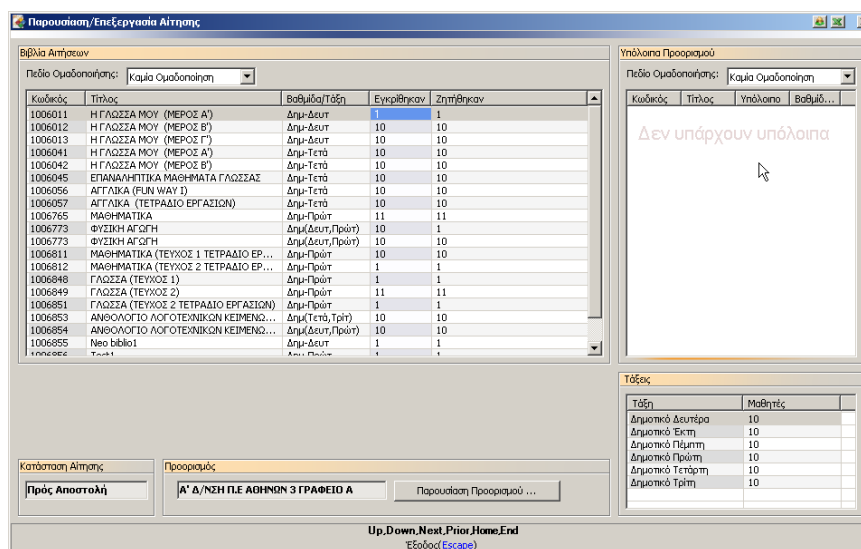 Παρουσίαση/Επεξεργασία Αίτησης
Βιβλία Αιτήσεων
Πεδίο Ομαδοποιήσης: Καμία Ομαδοποίηση
Κωδικός Τίτλος Βαθμίδα/Τάξη Εγκρίθηκαν Ζητήθηκαν
1006011 Η ΓΛΩΣΣΑ ΜΟΥ (ΜΕΡΟΣ Α') Δημ-Δευτ 1 1
1006012 Η ΓΛΩΣΣΑ ΜΟΥ (ΜΕΡΟΣ Β') Δημ-Δευτ 10 10
1006013 Η ΓΛΩΣΣΑ ΜΟΥ (ΜΕΡΟΣ Γ') Δημ-Δευτ 10 10
1006041 Η ΓΛΩΣΣΑ ΜΟΥ (ΜΕΡΟΣ Α') Δημ-Τετά 10 10
1006042 Η ΓΛΩΣΣΑ ΜΟΥ (ΜΕΡΟΣ Β') Δημ-Τετά 10 10
1006045 ΕΠΑΝΑΛΗΠΤΙΚΑ ΜΑΘΗΜΑΤΑ ΓΛΩΣΣΑΣ Δημ-Τετά 10 10
1006056 ΑΓΓΛΙΚΑ (FUN WAY I) Δημ-Τετά 10 10
1006057 ΑΓΓΛΙΚΑ (ΤΕΤΡΑΔΙΟ ΕΡΓΑΣΙΩΝ) Δημ-Τετά 10 10
1006765 ΜΑΘΗΜΑΤΙΚΑ Δημ-Πρώτ 11 11
1006773 ΦΥΣΙΚΗ ΑΓΩΓΗ Δημ(Δευτ,Πρώτ) 10 1
1006773 ΦΥΣΙΚΗ ΑΓΩΓΗ Δημ(Δευτ,Πρώτ) 10 10
1006811 ΜΑΘΗΜΑΤΙΚΑ (ΤΕΥΧΟΣ 1 ΤΕΤΡΑΔΙΟ ΕΡ... Δημ-Πρώτ 10 10
1006812 ΜΑΘΗΜΑΤΙΚΑ (ΤΕΥΧΟΣ 2 ΤΕΤΡΑΔΙΟ ΕΡ... Δημ-Πρώτ 1 1
1006848 ΓΛΩΣΣΑ (ΤΕΥΧΟΣ 1) Δημ-Πρώτ 1 1
1006849 ΓΛΩΣΣΑ (ΤΕΥΧΟΣ 2) Δημ-Πρώτ 11 11
1006851 ΓΛΩΣΣΑ (ΤΕΥΧΟΣ 2 ΤΕΤΡΑΔΙΟ ΕΡΓΑΣΙΩΝ) Δημ-Πρώτ 1 1
1006853 ΑΝΘΟΛΟΓΙΟ ΛΟΓΟΤΕΧΝΙΚΩΝ ΚΕΙΜΕΝΩ... Δημ(Τετά,Τρίτ) 10 10
1006854 ΑΝΘΟΛΟΓΙΟ ΛΟΓΟΤΕΧΝΙΚΩΝ ΚΕΙΜΕΝΩ... Δημ(Δευτ,Πρώτ) 10 10
1006855 Neo biblio1 Δημ-Δευτ 1 1
1006856 Test1 Δημ-Πρώτ 1 1
Υπόλοιπα Προορισμού
Πεδίο Ομαδοποιήσης: Καμία Ομαδοποίηση
Κωδικός Τίτλος Υπόλοιπο Βαθμίδ...
Δεν υπάρχουν υπόλοιπα
Τάξεις
Τάξη Μαθητές
Δημοτικό Δευτέρα 10
Δημοτικό Έκτη 10
Δημοτικό Πέμπτη 10
Δημοτικό Πρώτη 10
Δημοτικό Τετάρτη 10
Δημοτικό Τρίτη 10
Κατάσταση Αίτησης
Πρός Αποστολή
Προορισμός
Α' Δ/ΝΣΗ Π.Ε ΑΘΗΝΩΝ 3 ΓΡΑΦΕΙΟ Α
Παρουσίαση Προορισμού ...
Up,Down,Next,Prior,Home,End
Έξοδος(Escape)